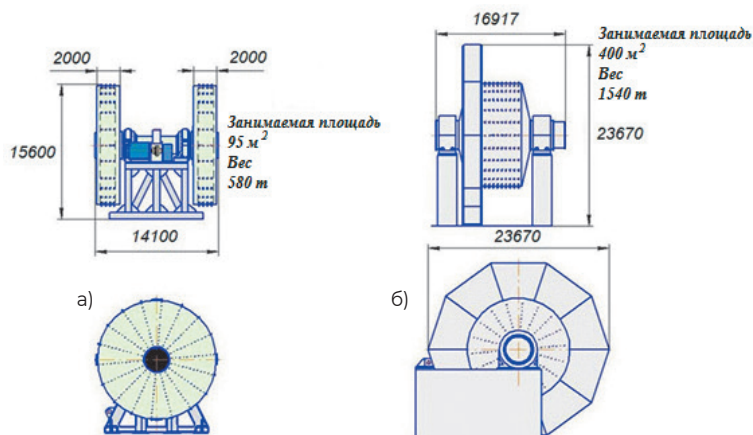 2000
2000
15600
14100
Занимаемая площадь
95 м²
Вес
580 т
а)
16917
Занимаемая площадь
400 м²
Вес
1540 т
23670
23670
б)